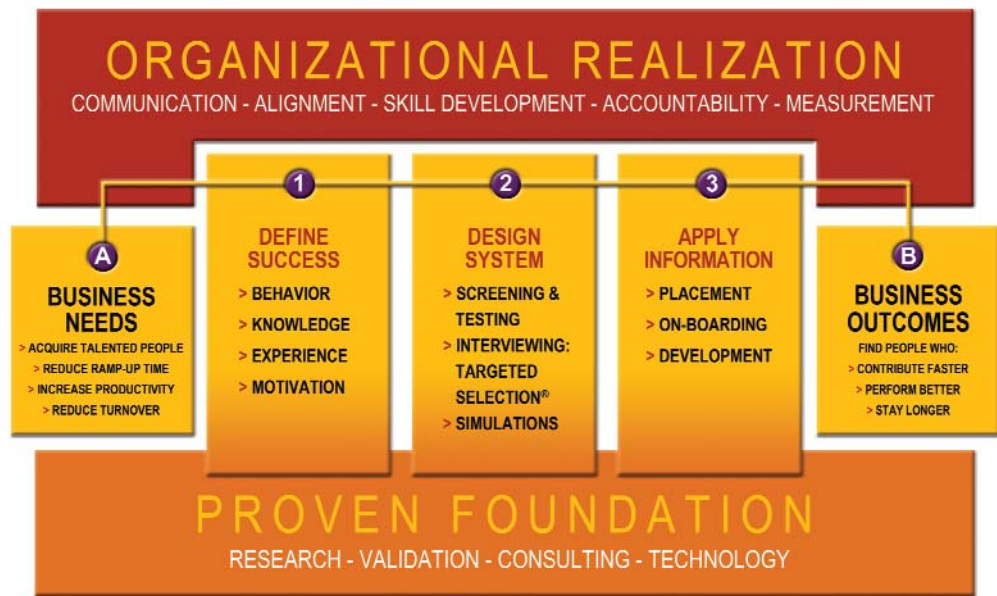 ORGANIZATIONAL REALIZATION
COMMUNICATION - ALIGNMENT - SKILL DEVELOPMENT - ACCOUNTABILITY - MEASUREMENT
A
BUSINESS
NEEDS
> ACQUIRE TALENTED PEOPLE
> REDUCE RAMP-UP TIME
> INCREASE PRODUCTIVITY
> REDUCE TURNOVER
1
DEFINE
SUCCESS
> BEHAVIOR
> KNOWLEDGE
> EXPERIENCE
> MOTIVATION
2
DESIGN
SYSTEM
> SCREENING &
TESTING
> INTERVIEWING:
TARGETED
SELECTION®
> SIMULATIONS
3
APPLY
INFORMATION
> PLACEMENT
> ON-BOARDING
> DEVELOPMENT
B
BUSINESS
OUTCOMES
FIND PEOPLE WHO:
> CONTRIBUTE FASTER
> PERFORM BETTER
> STAY LONGER
PROVEN FOUNDATION
RESEARCH - VALIDATION - CONSULTING - TECHNOLOGY